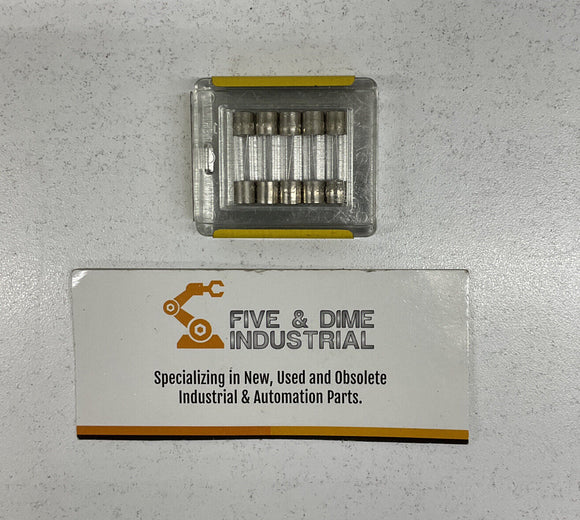 FIVE & DIME
INDUSTRIAL
Specializing in New, Used and Obsolete
Industrial & Automation Parts.